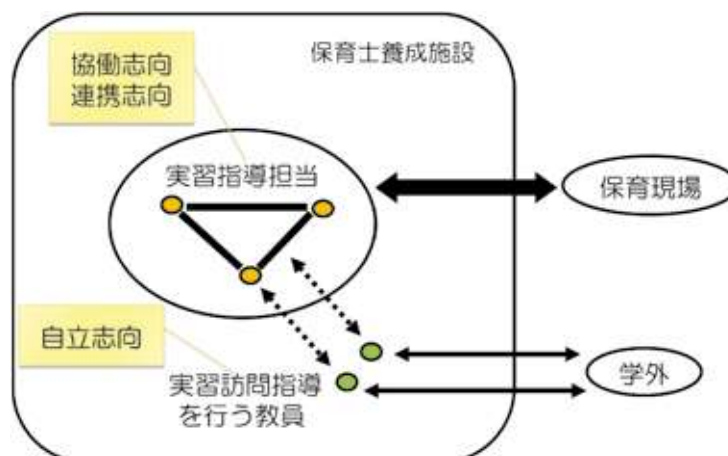 保育士養成施設
協働志向
連携志向
実習指導担当
保育現場
自立志向
実習訪問指導
を行う教員
学外